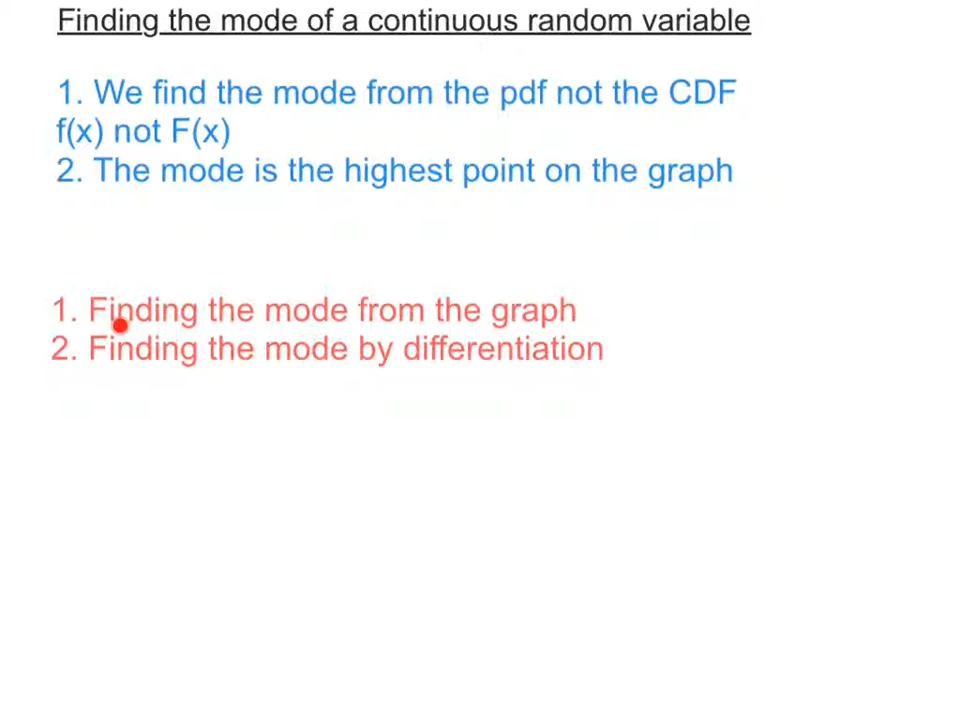 Finding the mode of a continuous random variable
1. We find the mode from the pdf not the CDF
f(x) not F(x)
2. The mode is the highest point on the graph
1. Finding the mode from the graph
2. Finding the mode by differentiation